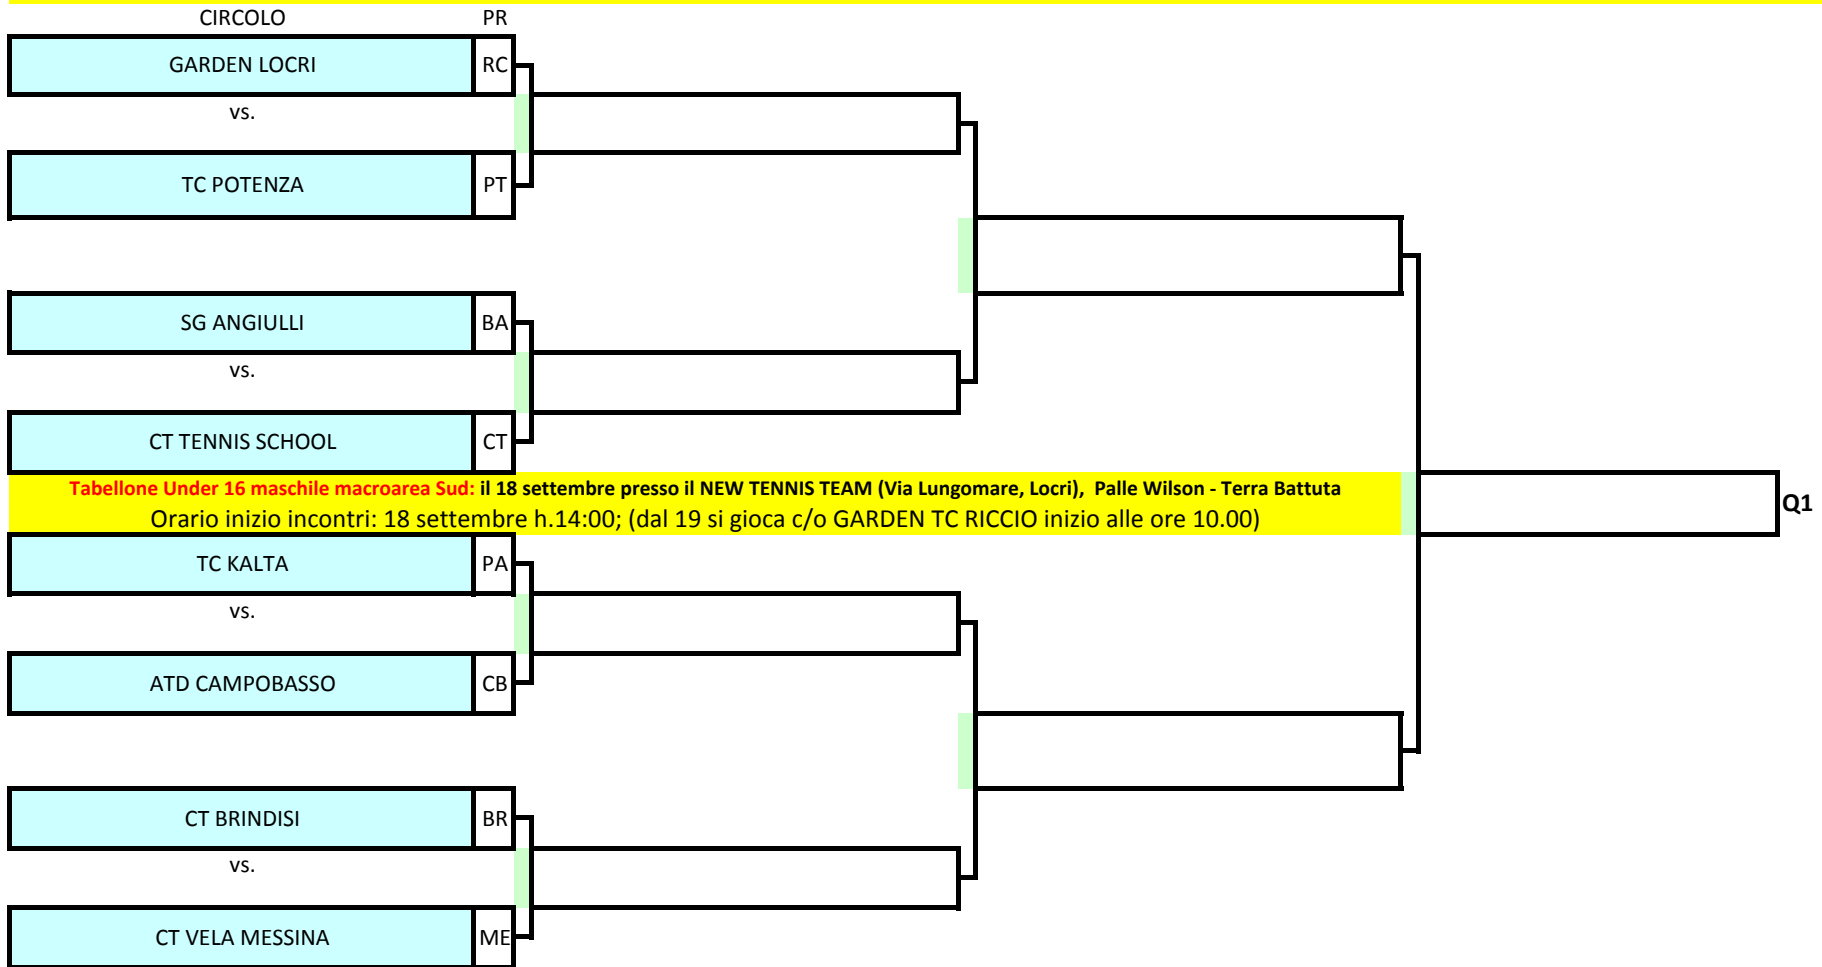 CIRCOLO PR
GARDEN LOCRI RC
vs.
TC POTENZA PT
SG ANGIULLI BA
vs.
CT TENNIS SCHOOL CT
Tabellone Under 16 maschile macroarea Sud: il 18 settembre presso il NEW TENNIS TEAM (Via Lungomare, Locri), Palle Wilson - Terra Battuta
Orario inizio incontri: 18 settembre h.14:00; (dal 19 si gioca c/o GARDEN TC RICCIO inizio alle ore 10.00)
Q1
TC KALTA PA
vs.
ATD CAMPOBASSO CB
CT BRINDISI BR
vs.
CT VELA MESSINA ME